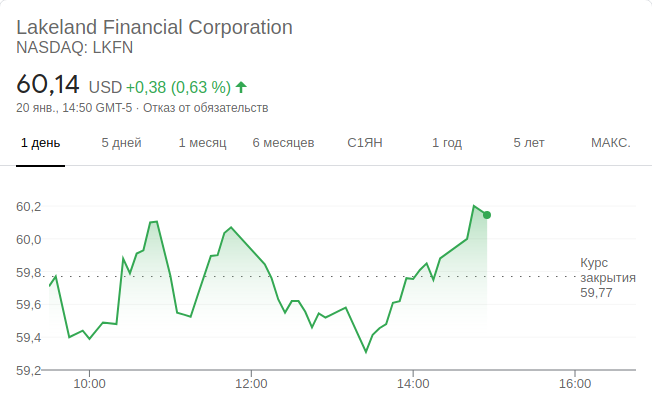 Lakeland Financial Corporation
NASDAQ: LKFN
60,14 USD +0,38 (0,63 %)
20 янв., 14:50 GMT-5 · Отказ от обязательств
1 день 5 дней 1 месяц 6 месяцев С1ЯН 1 год 5 лет МАКС.
60,2
60,0
59,8
59,6
59,4
59,2
Курс
закрытия
59,77
10:00 12:00 14:00 16:00